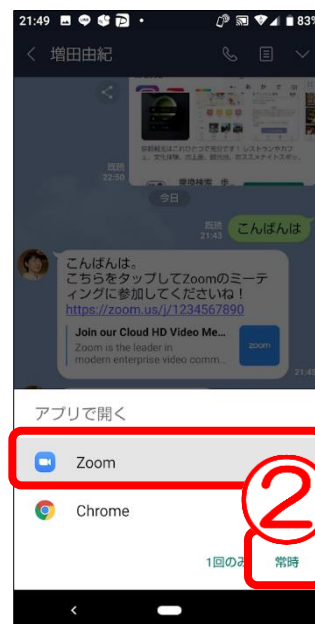 21:49
83%
増田由紀
既読
22:50
今日
既読
21:43
こんばんは
こんばんは。
こちらをタップしてZoomのミーテ
ィングに参加してくださいね！
https://zoom.us/j/1234567890
Join our Cloud HD Video Me...
Zoom is the leader in
modern enterprise video comm...
zoom
アプリで開く
Zoom
Chrome
②
1回のみ
常時